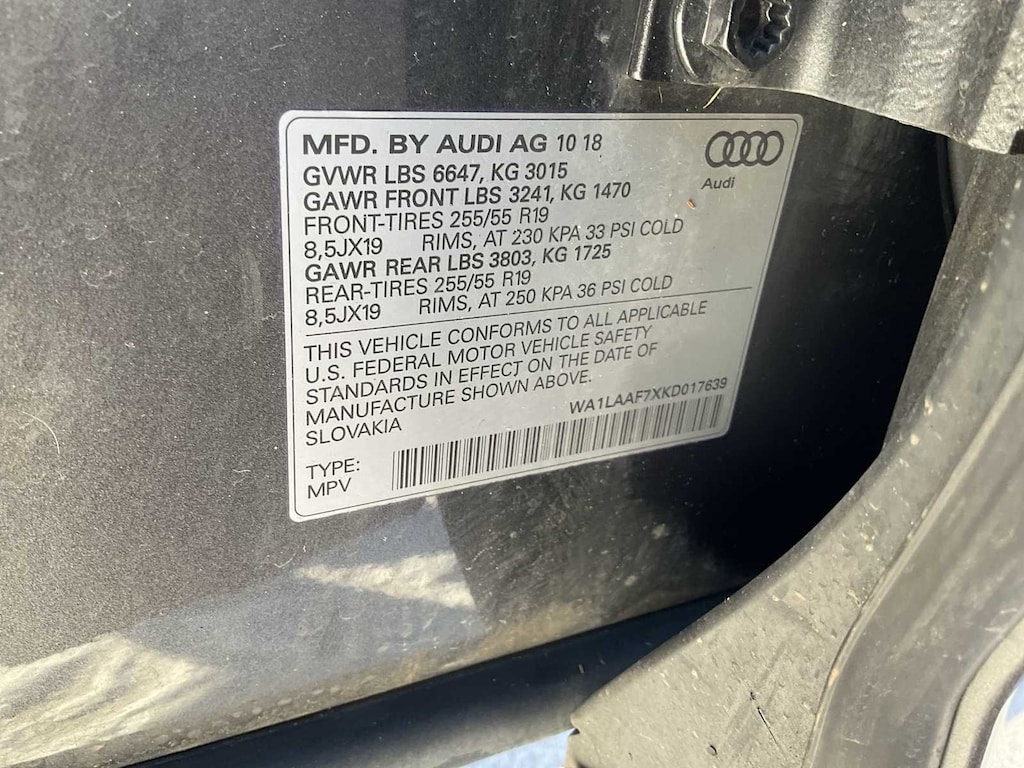 MFD. BY AUDI AG 10 18
Audi
GVWR LBS 6647, KG 3015
GAWR FRONT LBS 3241, KG 1470
FRONT-TIRES 255/55 R19
8,5JX19 RIMS, AT 230 KPA 33 PSI COLD
GAWR REAR LBS 3803, KG 1725
REAR-TIRES 255/55 R19
8,5JX19 RIMS, AT 250 KPA 36 PSI COLD
THIS VEHICLE CONFORMS TO ALL APPLICABLE
U.S. FEDERAL MOTOR VEHICLE SAFETY
STANDARDS IN EFFECT ON THE DATE OF
MANUFACTURE SHOWN ABOVE.
SLOVAKIA
WA1LAAF7XKD017639
TYPE:
MPV